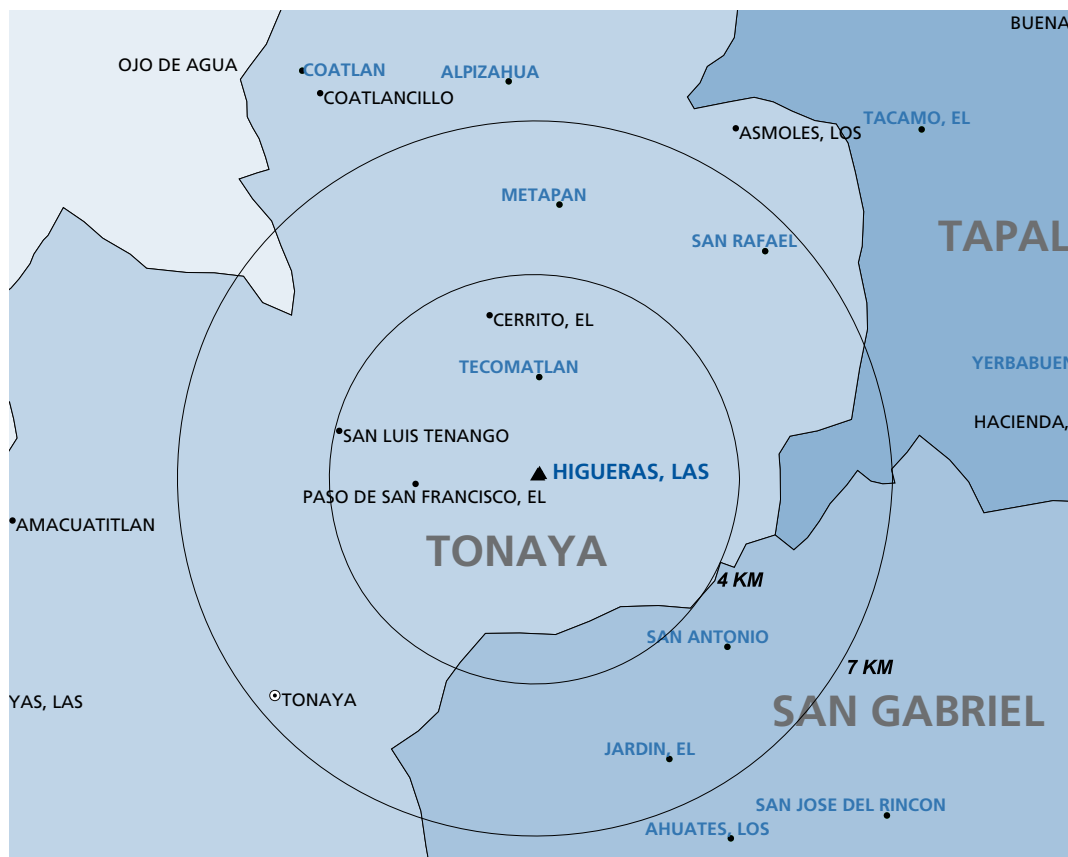 BUENA
OJO DE AGUA
COATLAN
ALPIZAHUA
COATLANCILLO
TACAMO, EL
ASMOLES, LOS
METAPAN
SAN RAFAEL
TAPAL
CERRITO, EL
TECOMATLAN
YERBABUEN
HACIENDA,
SAN LUIS TENANGO
HIGUERAS, LAS
PASO DE SAN FRANCISCO, EL
AMACUATITLAN
TONAYA
4 KM
SAN ANTONIO
7 KM
TONAYA
YAS, LAS
SAN GABRIEL
JARDIN, EL
SAN JOSE DEL RINCON
AHUATES, LOS